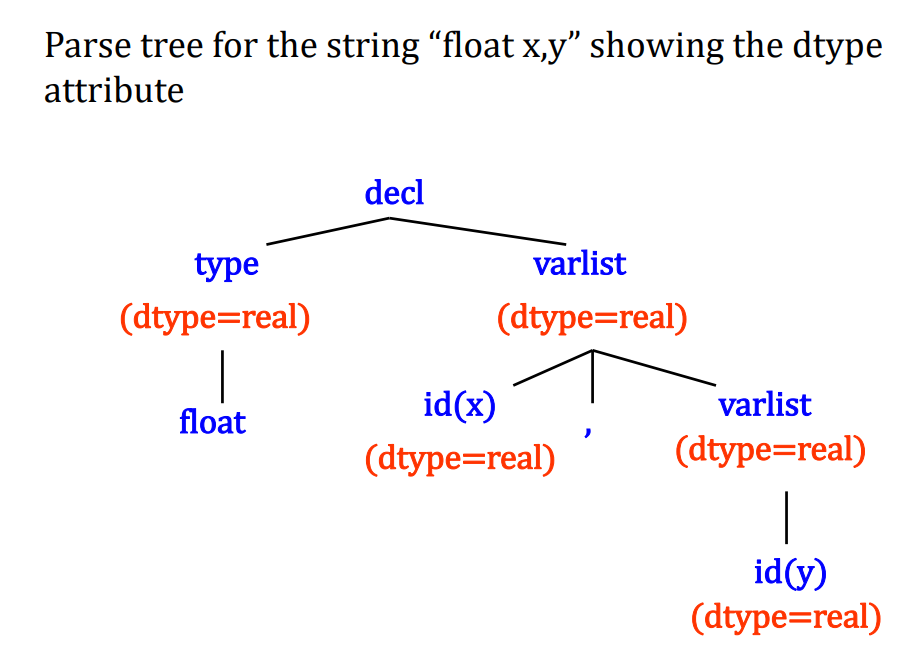 Parse tree for the string “float x,y” showing the dtype
attribute
decl
type varlist
(dtype=real) (dtype=real)
float id(x) , varlist
(dtype=real) (dtype=real)
id(y)
(dtype=real)